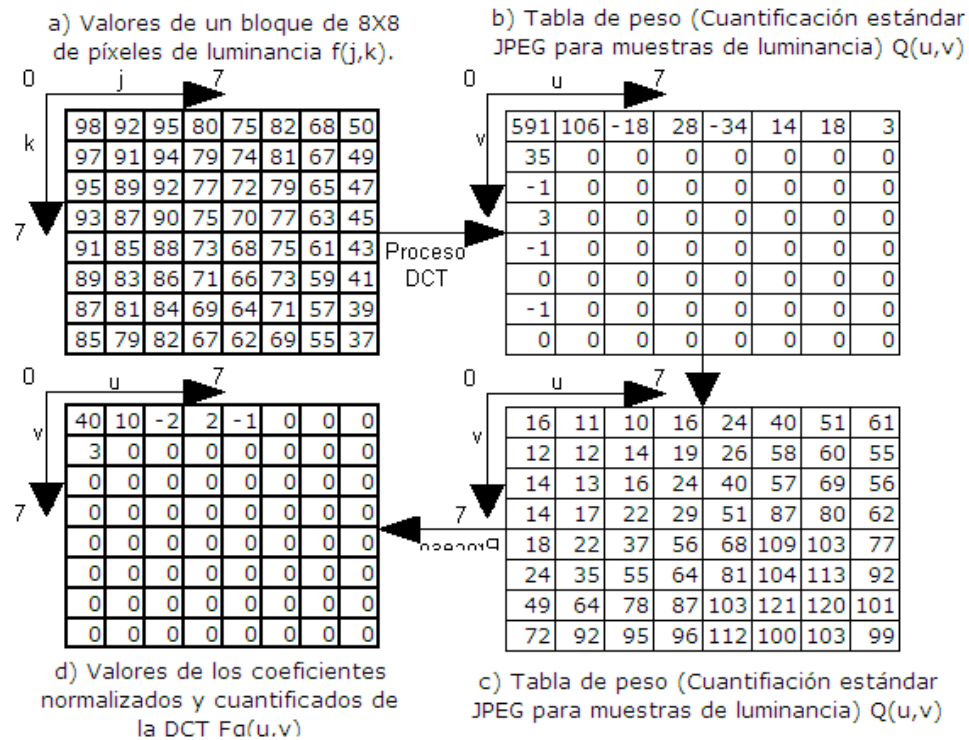 a) Valores de un bloque de 8X8
de píxeles de luminancia f(j,k).
b) Tabla de peso (Cuantificación estándar
JPEG para muestras de luminancia) Q(u,v)
0 j 7
k
7
98 92 95 80 75 82 68 50
97 91 94 79 74 81 67 49
95 89 92 77 72 79 65 47
93 87 90 75 70 77 63 45
91 85 88 73 68 75 61 43
89 83 86 71 66 73 59 41
87 81 84 69 64 71 57 39
85 79 82 67 62 69 55 37
Proceso
DCT
0 u 7
v
7
591 106 -18 28 -34 14 18 3
35 0 0 0 0 0 0 0
-1 0 0 0 0 0 0 0
3 0 0 0 0 0 0 0
-1 0 0 0 0 0 0 0
0 0 0 0 0 0 0 0
-1 0 0 0 0 0 0 0
0 0 0 0 0 0 0 0
0 u 7
v
7
40 10 -2 2 -1 0 0 0
3 0 0 0 0 0 0 0
0 0 0 0 0 0 0 0
0 0 0 0 0 0 0 0
0 0 0 0 0 0 0 0
0 0 0 0 0 0 0 0
0 0 0 0 0 0 0 0
0 0 0 0 0 0 0 0
Proceso
0 u 7
v
16 11 10 16 24 40 51 61
12 12 14 19 26 58 60 55
14 13 16 24 40 57 69 56
14 17 22 29 51 87 80 62
18 22 37 56 68 109 103 77
24 35 55 64 81 104 113 92
49 64 78 87 103 121 120 101
72 92 95 96 112 100 103 99
d) Valores de los coeficientes
normalizados y cuantificados de
la DCT Fq(u,v)
c) Tabla de peso (Cuantifiación estándar
JPEG para muestras de luminancia) Q(u,v)